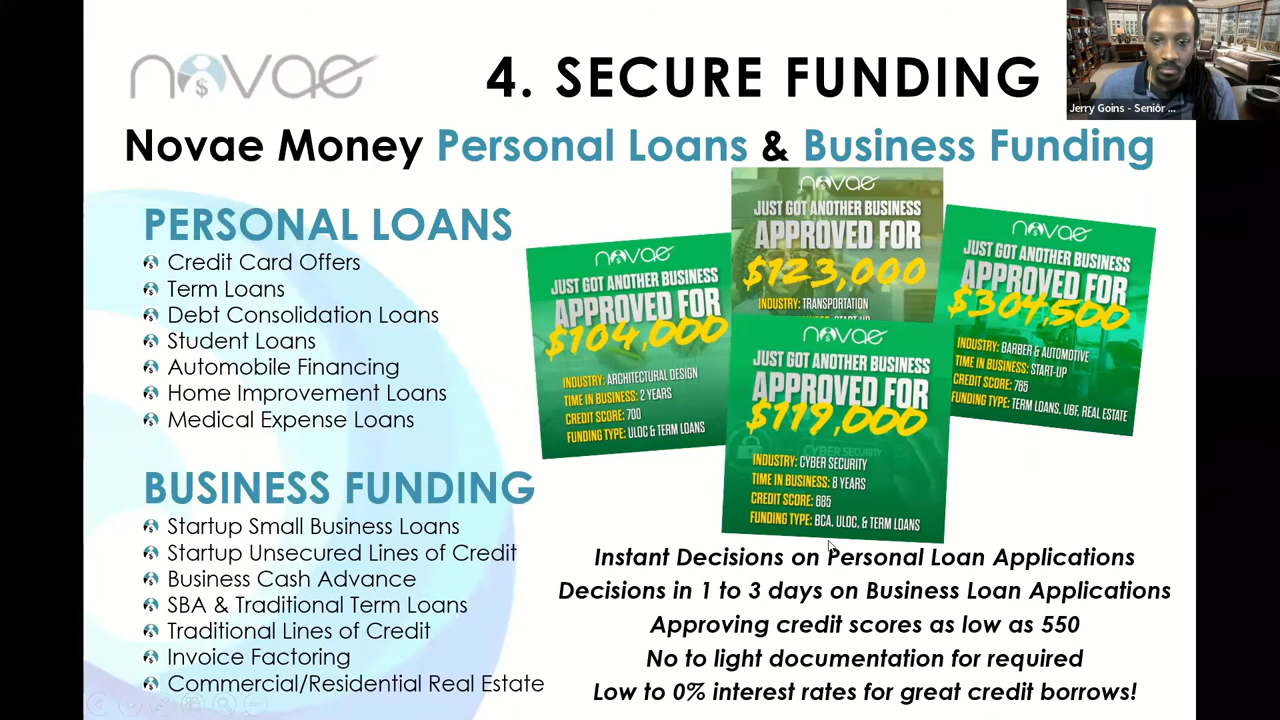 novae
4. SECURE FUNDING
Jerry Goins - Senior ...
Novae Money Personal Loans & Business Funding
PERSONAL LOANS
Credit Card Offers
Term Loans
Debt Consolidation Loans
Student Loans
Automobile Financing
Home Improvement Loans
Medical Expense Loans
BUSINESS FUNDING
Startup Small Business Loans
Startup Unsecured Lines of Credit
Business Cash Advance
SBA & Traditional Term Loans
Traditional Lines of Credit
Invoice Factoring
Commercial/Residential Real Estate
novae
JUST GOT ANOTHER BUSINESS
APPROVED FOR
$104,000
INDUSTRY: ARCHITECTURAL DESIGN
TIME IN BUSINESS: 2 YEARS
CREDIT SCORE: 700
FUNDING TYPE: ULOC & TERM LOANS
novae
JUST GOT ANOTHER BUSINESS
APPROVED FOR
$123,000
INDUSTRY: TRANSPORTATION
novae
JUST GOT ANOTHER BUSINESS
APPROVED FOR
$119,000
CYBER SECURITY
INDUSTRY: CYBER SECURITY
TIME IN BUSINESS: 8 YEARS
CREDIT SCORE: 685
FUNDING TYPE: BCA, ULOC, & TERM LOANS
novae
JUST GOT ANOTHER BUSINESS
APPROVED FOR
$304,500
INDUSTRY: BARBER & AUTOMOTIVE
TIME IN BUSINESS: START-UP
CREDIT SCORE: 785
FUNDING TYPE: TERM LOANS, UBF, REAL ESTATE
Instant Decisions on Personal Loan Applications
Decisions in 1 to 3 days on Business Loan Applications
Approving credit scores as low as 550
No to light documentation for required
Low to 0% interest rates for great credit borrows!